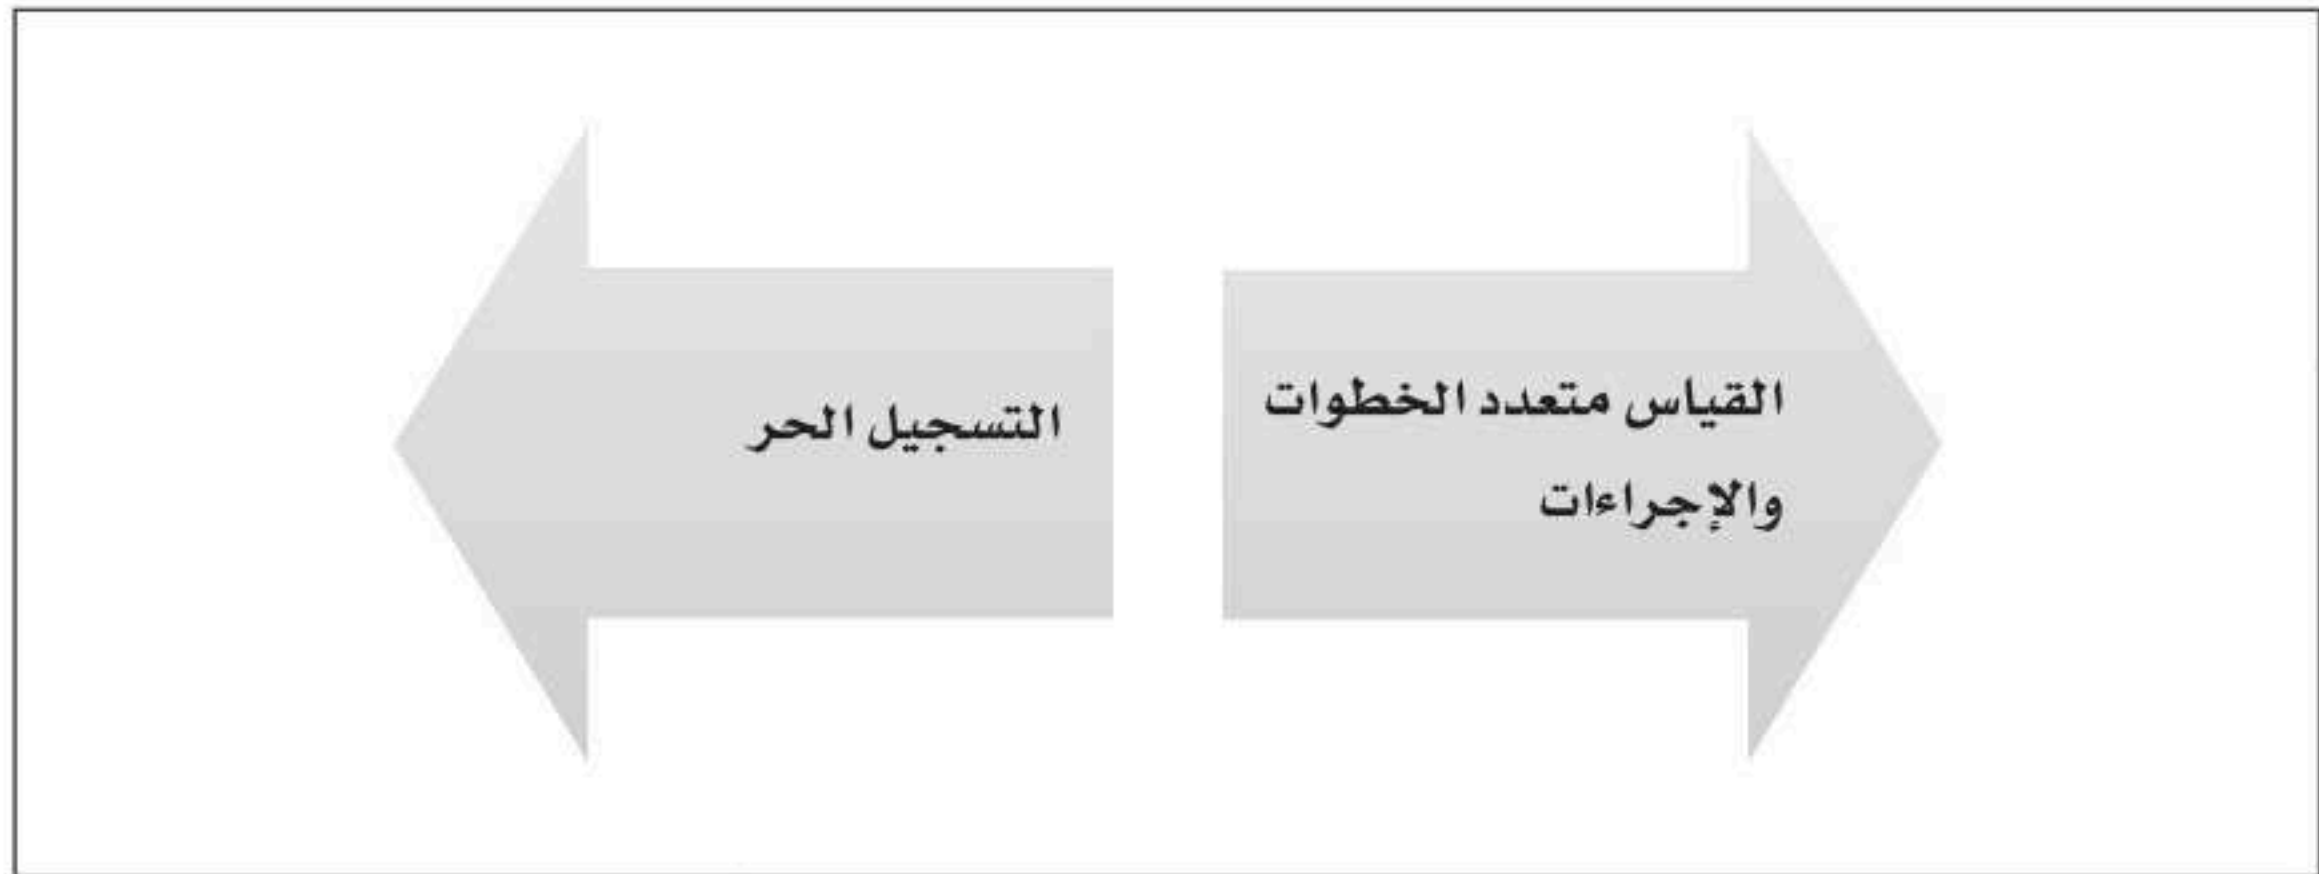 القياس متعدد الخطوات
والإجراءات
التسجيل الحر